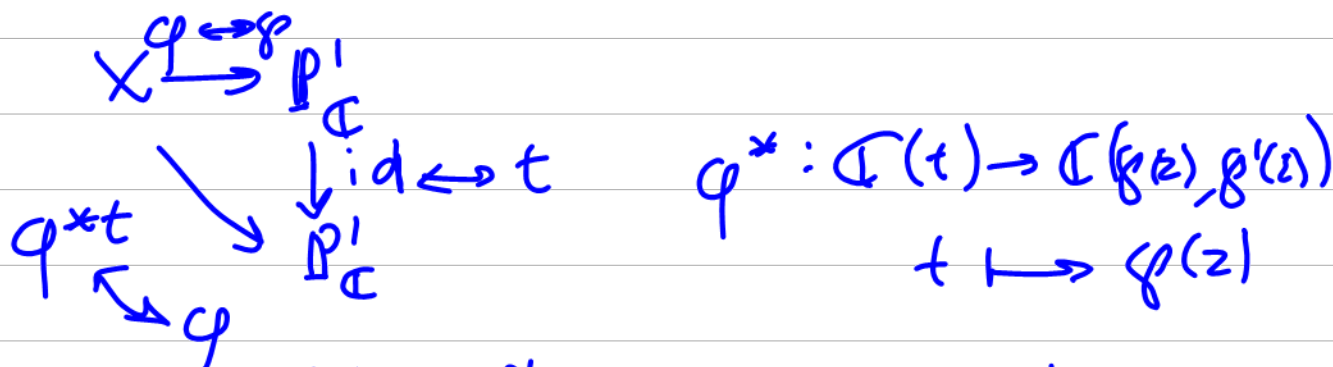 φ ↔ ℘
X → ℙ¹_ℂ
↓ id ↔ t
φ* : ℂ(t) → ℂ(℘(z), ℘'(z))
φ*t
ℙ¹_ℂ
t ↦ ℘(z)
↔ φ